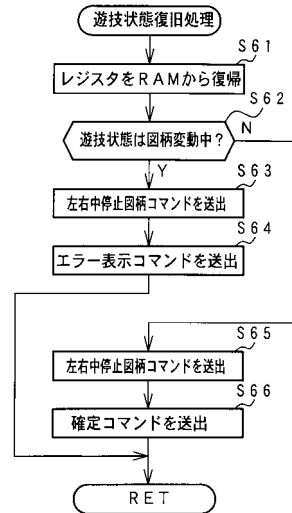 遊技状態復旧処理
S61
レジスタをRAMから復帰
S62
遊技状態は図柄変動中?
N
Y
S63
左右中停止図柄コマンドを送出
S64
エラー表示コマンドを送出
S65
左右中停止図柄コマンドを送出
S66
確定コマンドを送出
RET